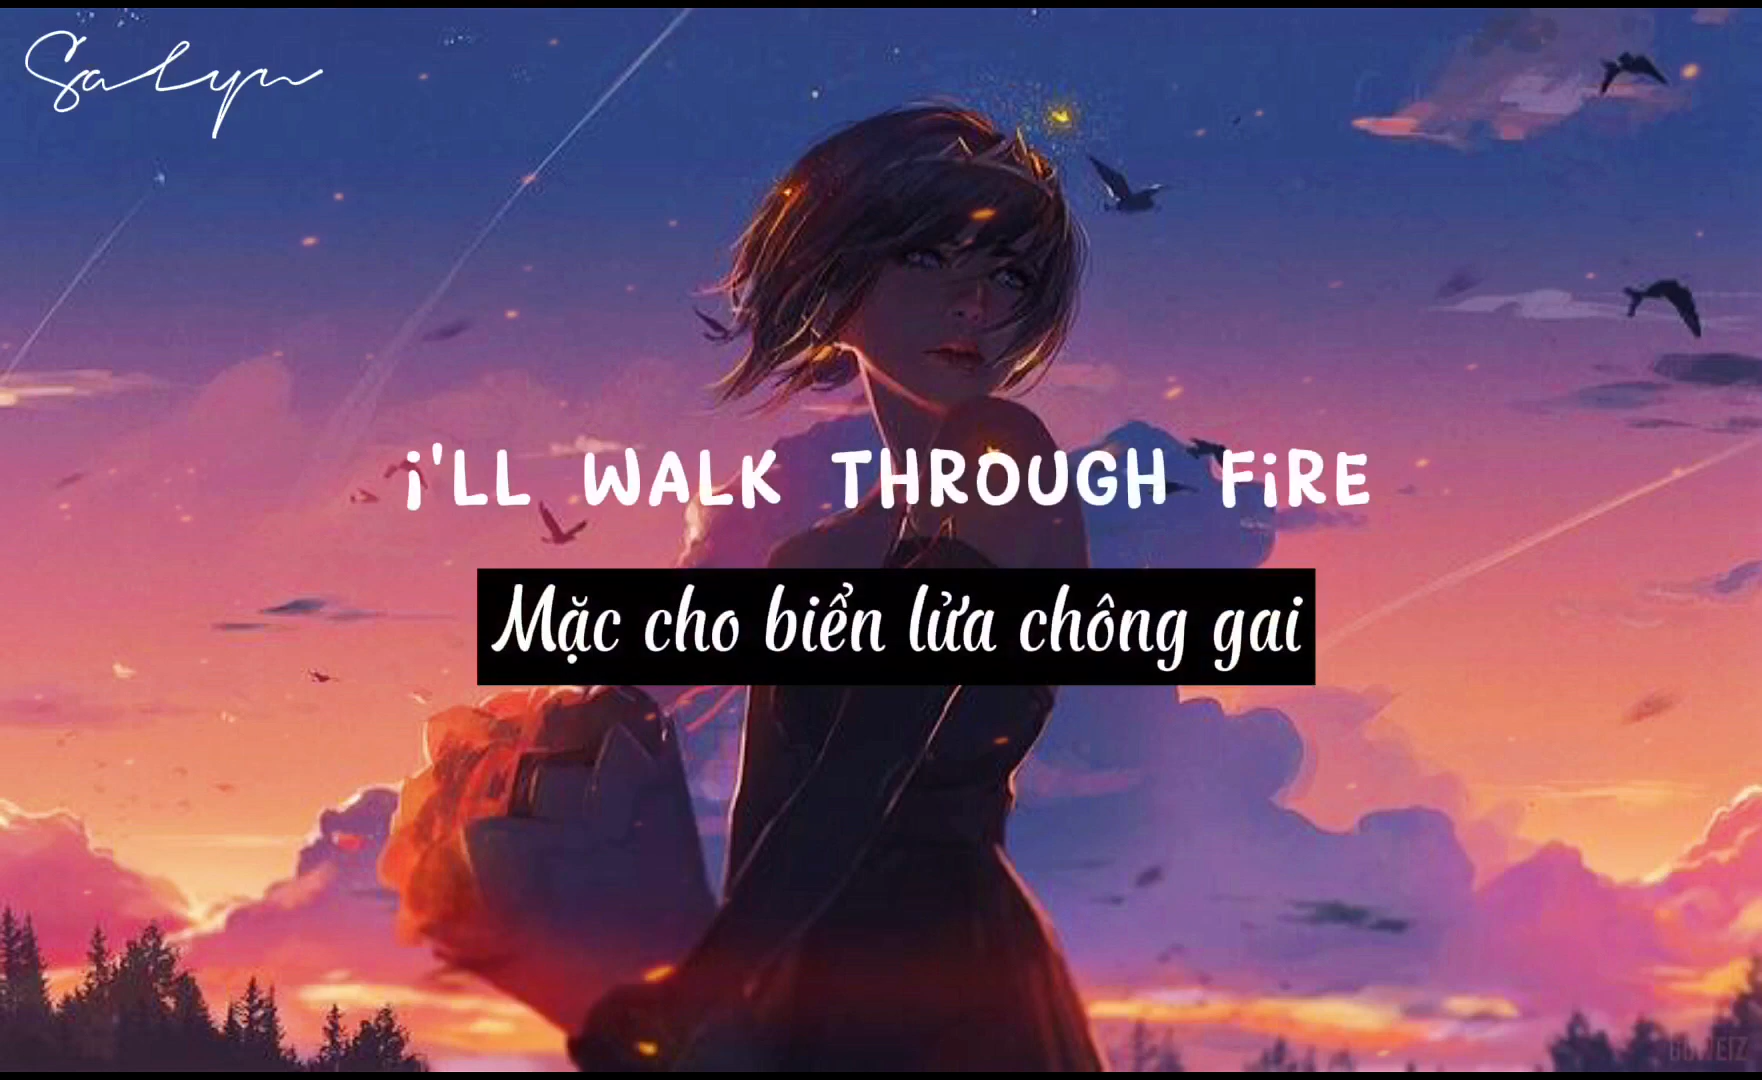 Salyn
i'LL WALK THROUGH FiRE
Mặc cho biển lửa chông gai